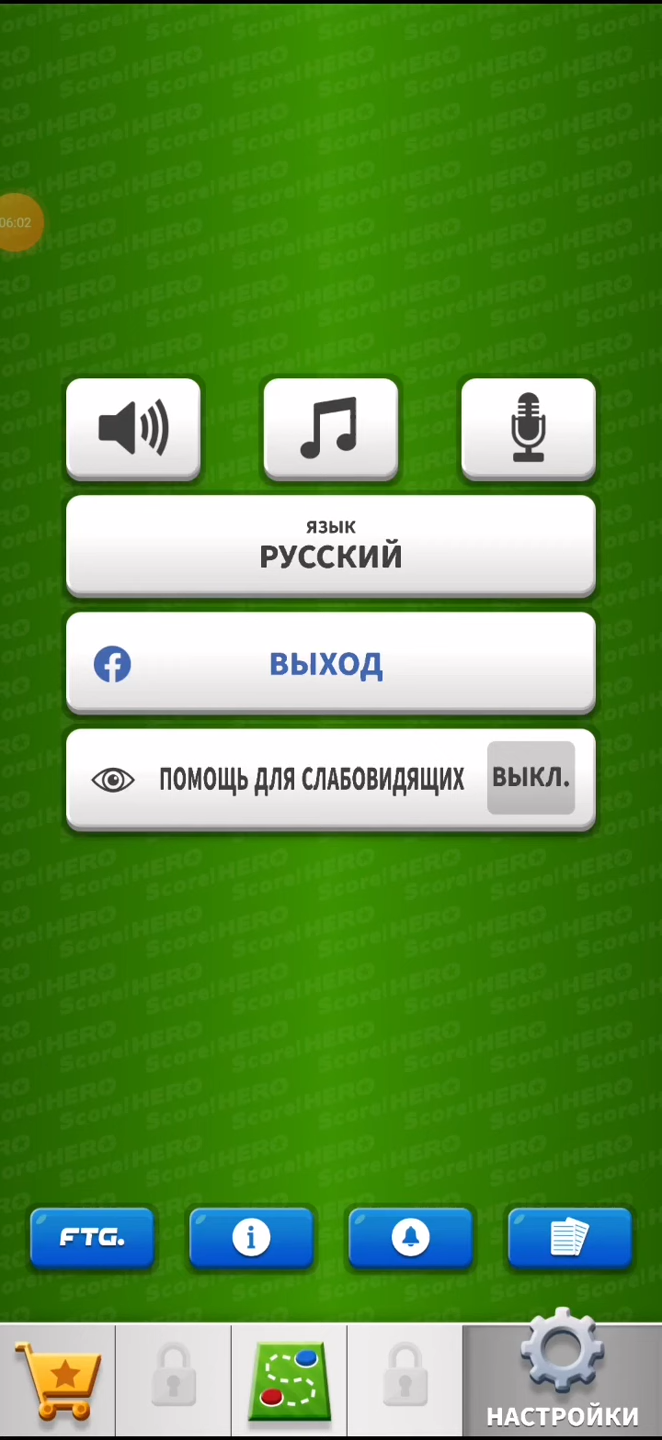 06:02
ЯЗЫК
РУССКИЙ
ВЫХОД
ПОМОЩЬ ДЛЯ СЛАБОВИДЯЩИХ ВЫКЛ.
FTG.
НАСТРОЙКИ